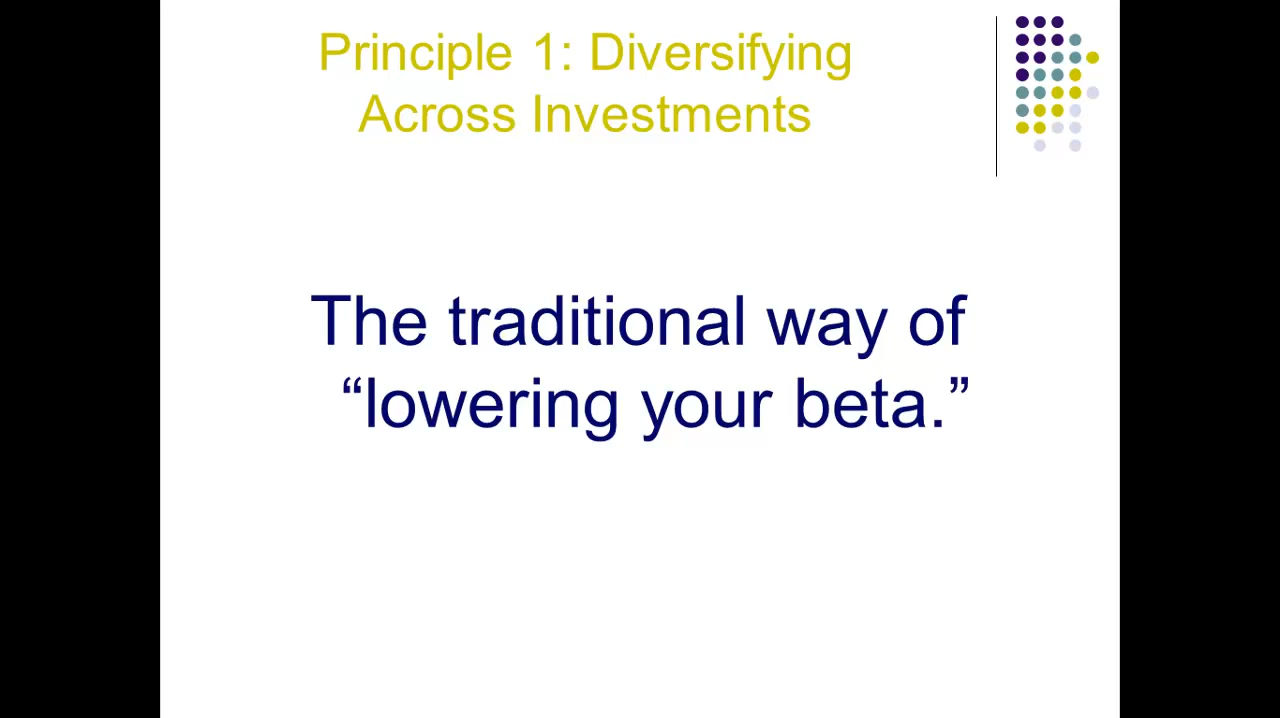 Principle 1: Diversifying
Across Investments
The traditional way of
“lowering your beta.”